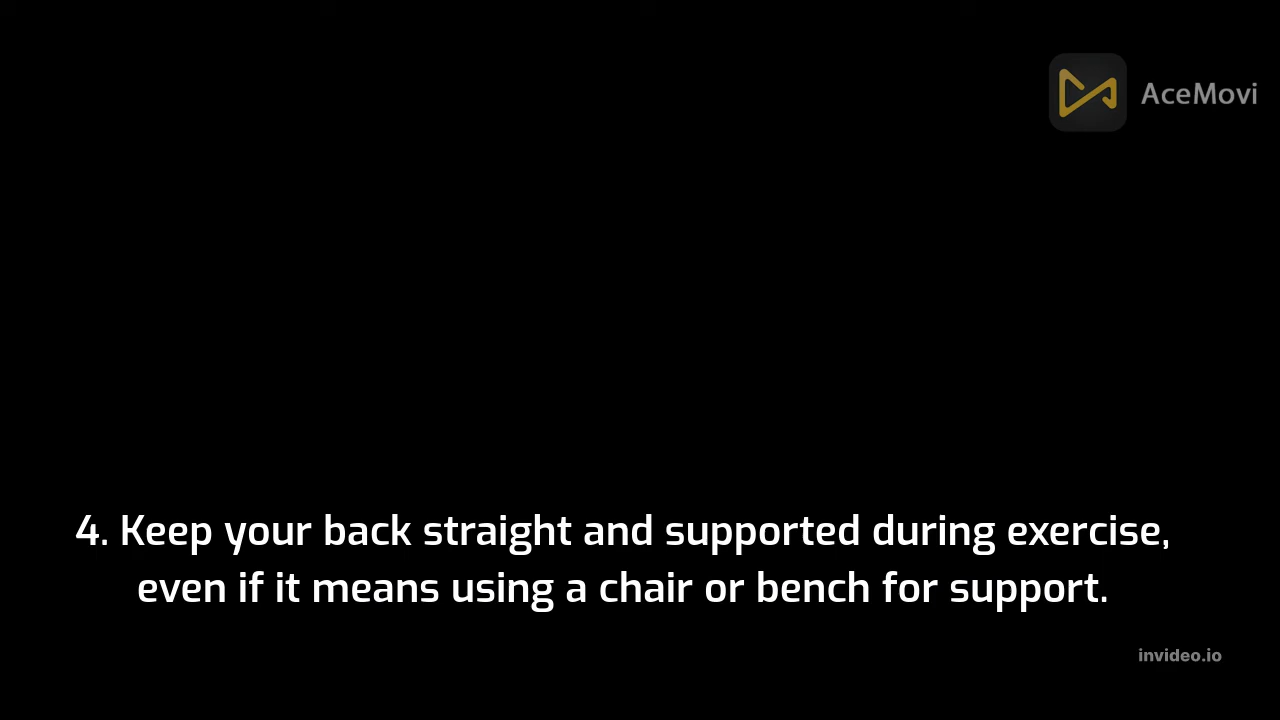 AceMovi
4. Keep your back straight and supported during exercise,
even if it means using a chair or bench for support.
invideo.io